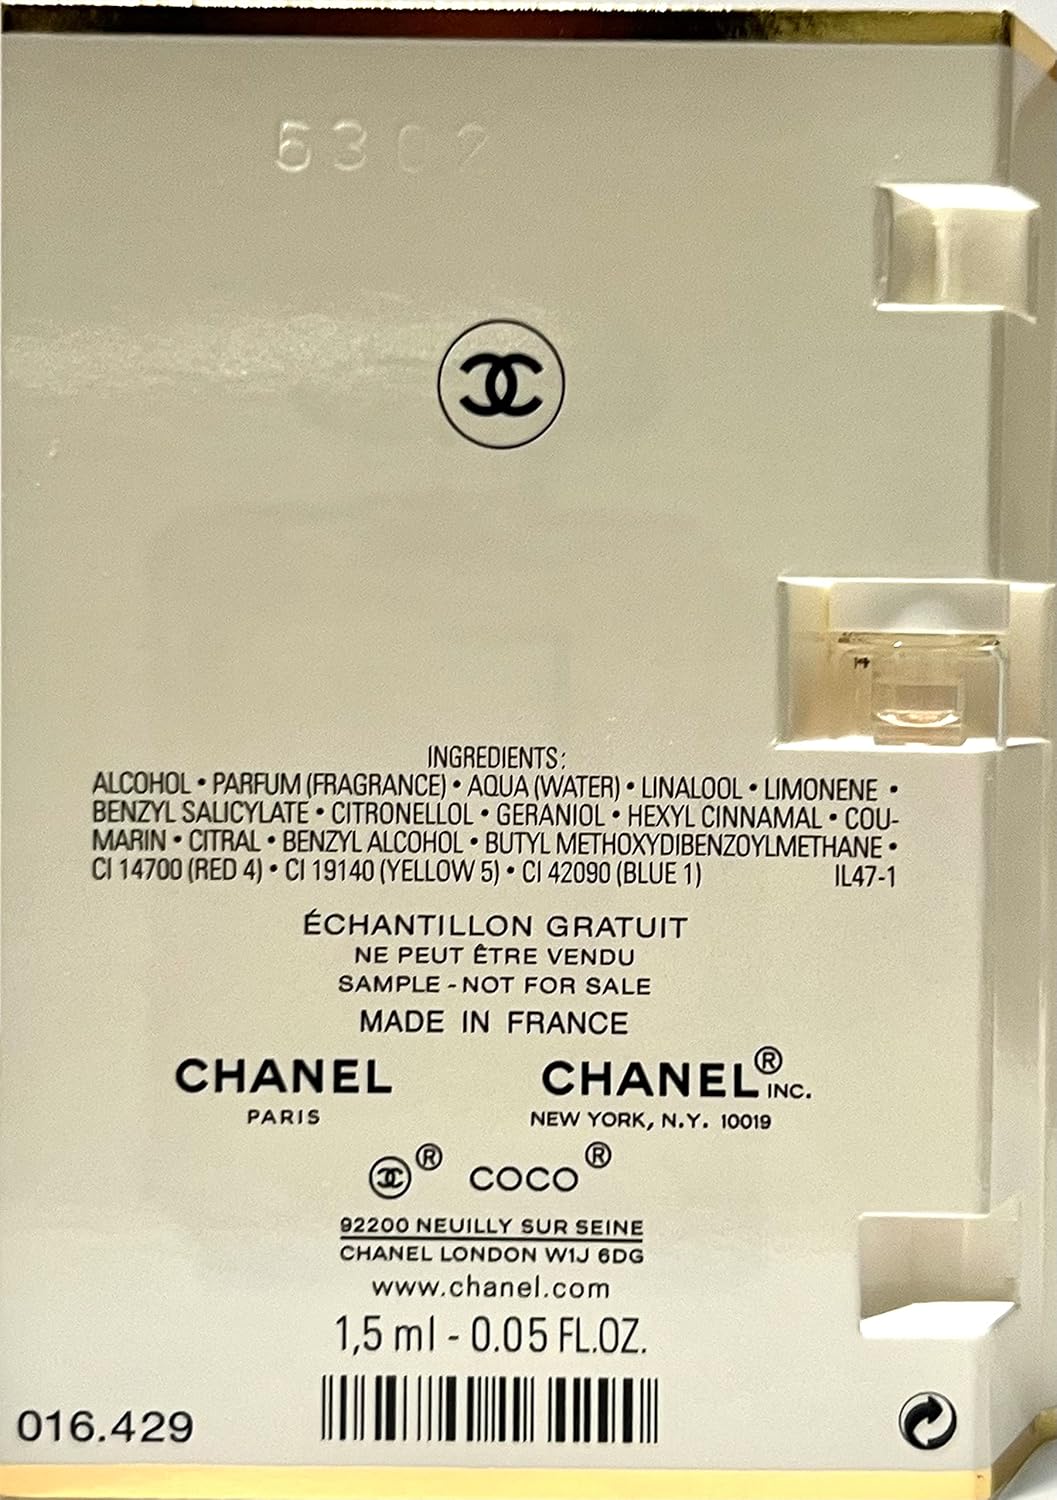 6302
INGREDIENTS:
ALCOHOL • PARFUM (FRAGRANCE) • AQUA (WATER) • LINALOOL • LIMONENE •
BENZYL SALICYLATE • CITRONELLOL • GERANIOL • HEXYL CINNAMAL • COU-
MARIN • CITRAL • BENZYL ALCOHOL • BUTYL METHOXYDIBENZOYLMETHANE •
CI 14700 (RED 4) • CI 19140 (YELLOW 5) • CI 42090 (BLUE 1) IL47-1
ÉCHANTILLON GRATUIT
NE PEUT ÊTRE VENDU
SAMPLE - NOT FOR SALE
MADE IN FRANCE
CHANEL CHANEL® INC.
PARIS NEW YORK, N.Y. 10019
® COCO®
92200 NEUILLY SUR SEINE
CHANEL LONDON W1J 6DG
www.chanel.com
1,5 ml - 0.05 FL.OZ.
016.429